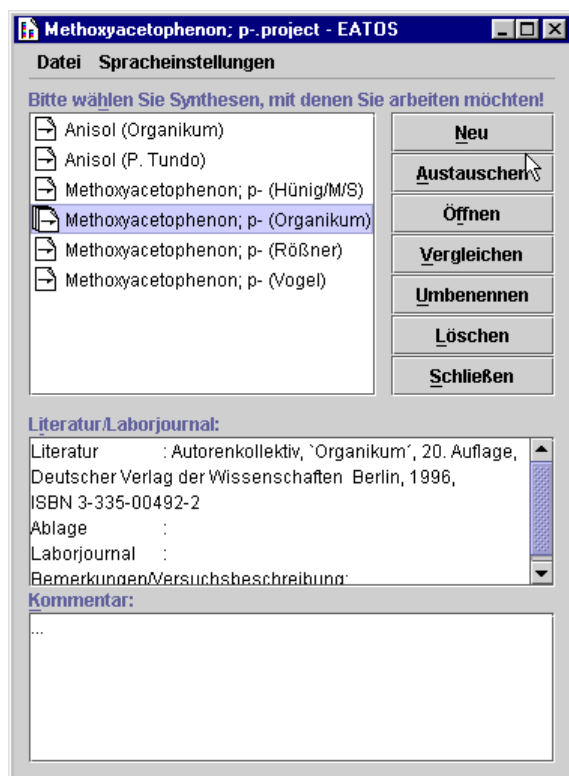 Methoxyacetophenon; p-.project - EATOS
Datei Spracheinstellungen
Bitte wählen Sie Synthesen, mit denen Sie arbeiten möchten!
Anisol (Organikum)
Anisol (P. Tundo)
Methoxyacetophenon; p- (Hünig/M/S)
Methoxyacetophenon; p- (Organikum)
Methoxyacetophenon; p- (Rößner)
Methoxyacetophenon; p- (Vogel)
Neu
Austauschen
Öffnen
Vergleichen
Umbenennen
Löschen
Schließen
Literatur/Laborjournal:
Literatur : Autorenkollektiv, `Organikum´, 20. Auflage,
Deutscher Verlag der Wissenschaften Berlin, 1996,
ISBN 3-335-00492-2
Ablage :
Laborjournal :
Bemerkungen/Versuchsbeschreibung:
Kommentar:
...